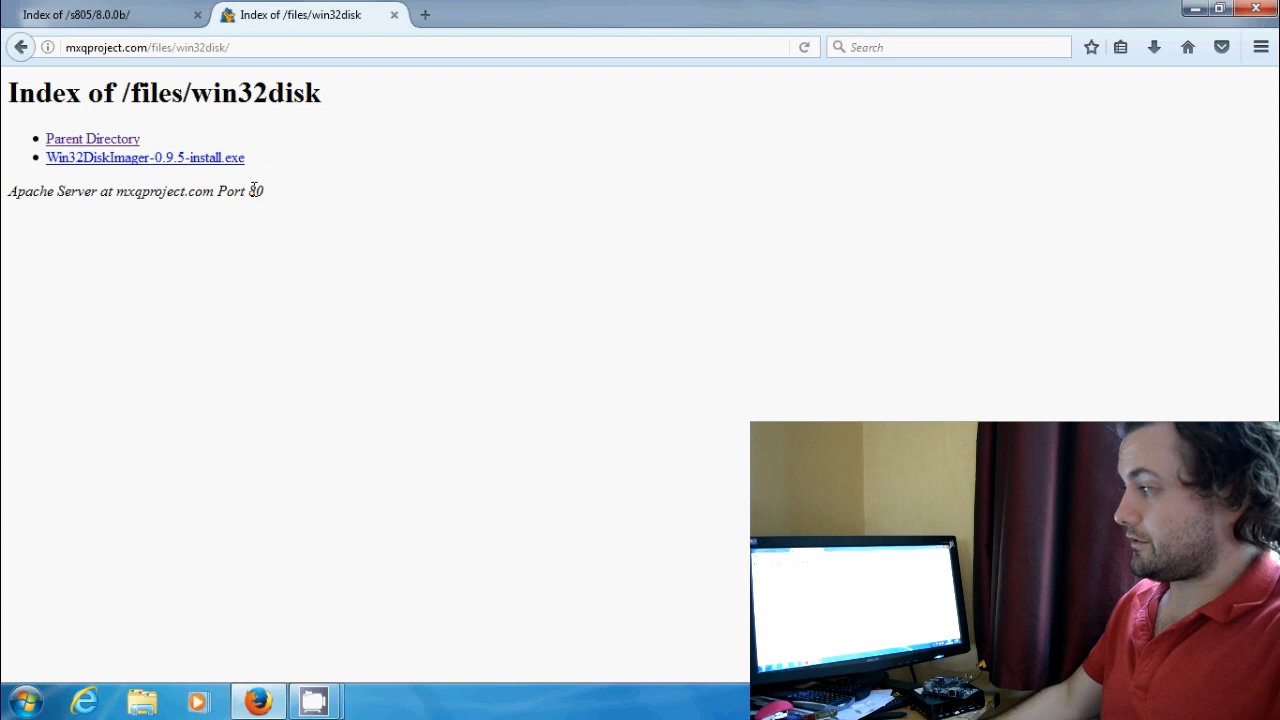 Index of /s805/8.0.0b/
Index of /files/win32disk
mxqproject.com/files/win32disk/
Search
Index of /files/win32disk
Parent Directory
Win32DiskImager-0.9.5-install.exe
Apache Server at mxqproject.com Port 80